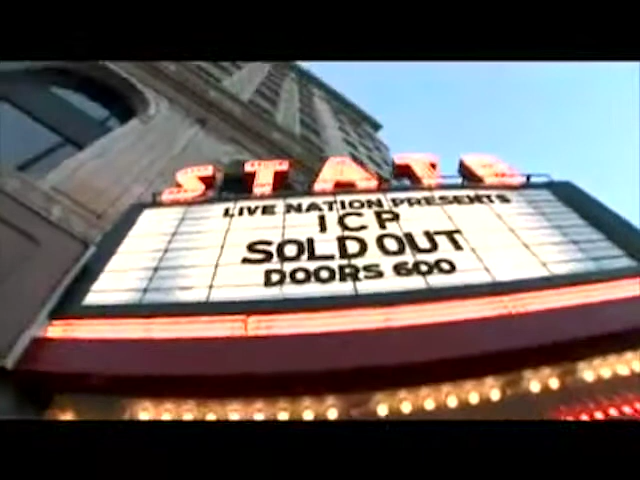 STATE
LIVE NATION PRESENTS
ICP
SOLD OUT
DOORS 600